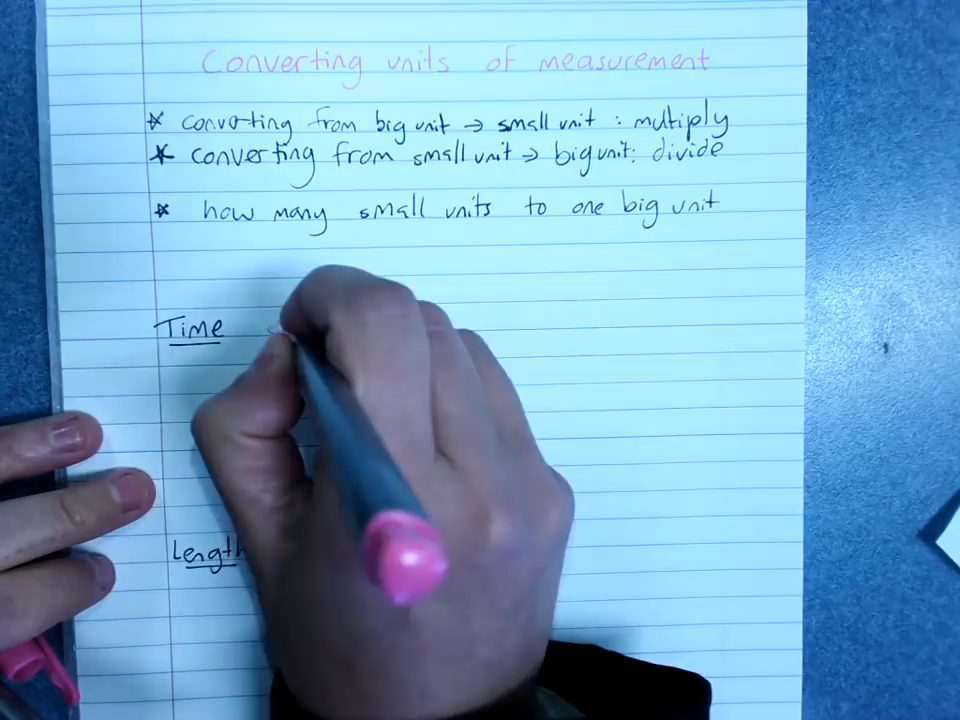 Converting units of measurement
* converting from big unit → small unit : multiply
* converting from small unit → big unit: divide
* how many small units to one big unit
Time
Length